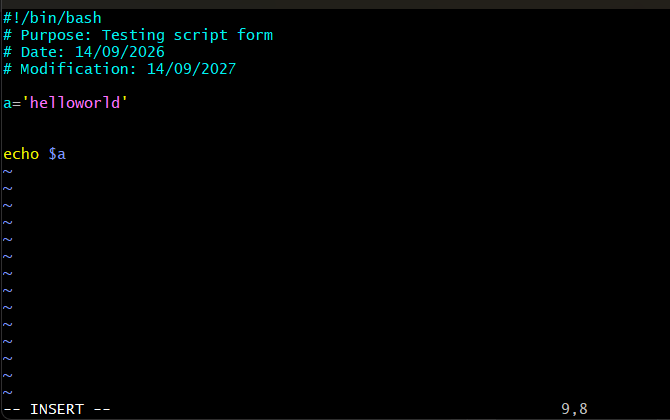 #!/bin/bash
# Purpose: Testing script form
# Date: 14/09/2026
# Modification: 14/09/2027
a='helloworld'
echo $a
~
~
~
~
~
~
~
~
~
~
~
~
~
~
-- INSERT -- 9,8